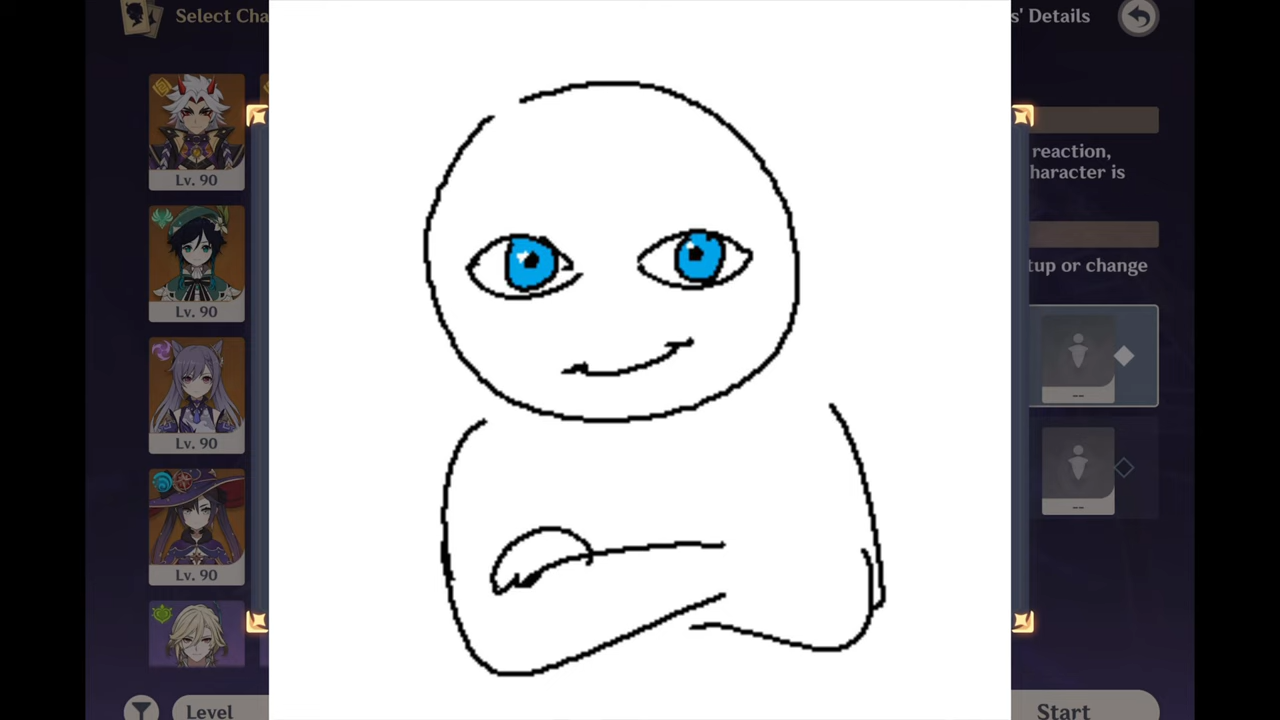 Select Cha
s' Details
Lv. 90
reaction,
haracter is
Lv. 90
tup or change
Lv. 90
--
Lv. 90
--
Level
Start